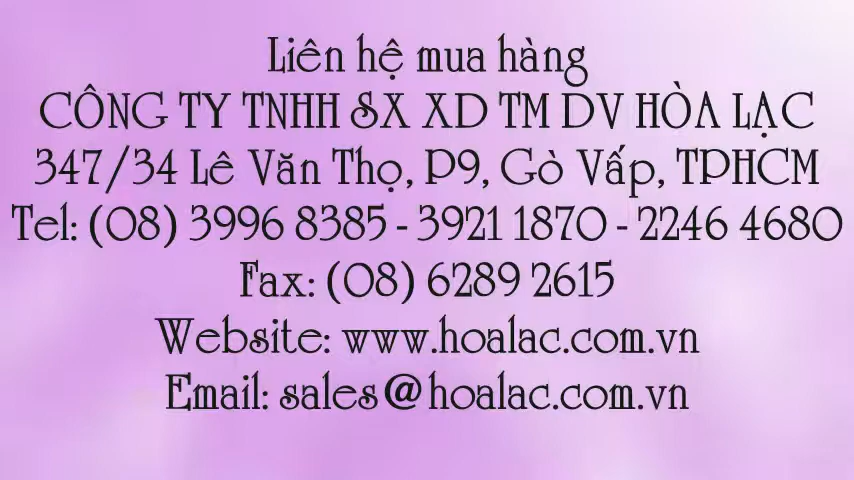 Liên hệ mua hàng
CÔNG TY TNHH SX XD TM DV HÒA LẠC
347/34 Lê Văn Thọ, P9, Gò Vấp, TPHCM
Tel: (08) 3996 8385 - 3921 1870 - 2246 4680
Fax: (08) 6289 2615
Website: www.hoalac.com.vn
Email: sales@hoalac.com.vn